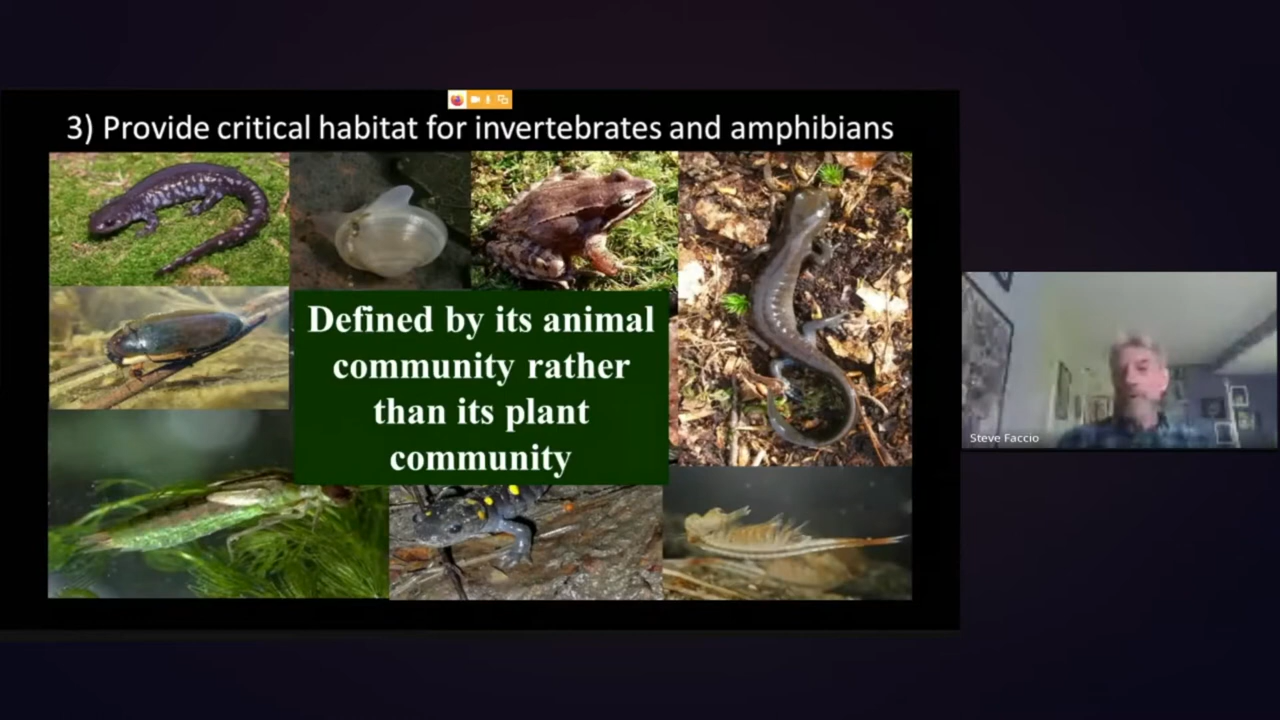 3) Provide critical habitat for invertebrates and amphibians
Defined by its animal
community rather
than its plant
community
Steve Faccio